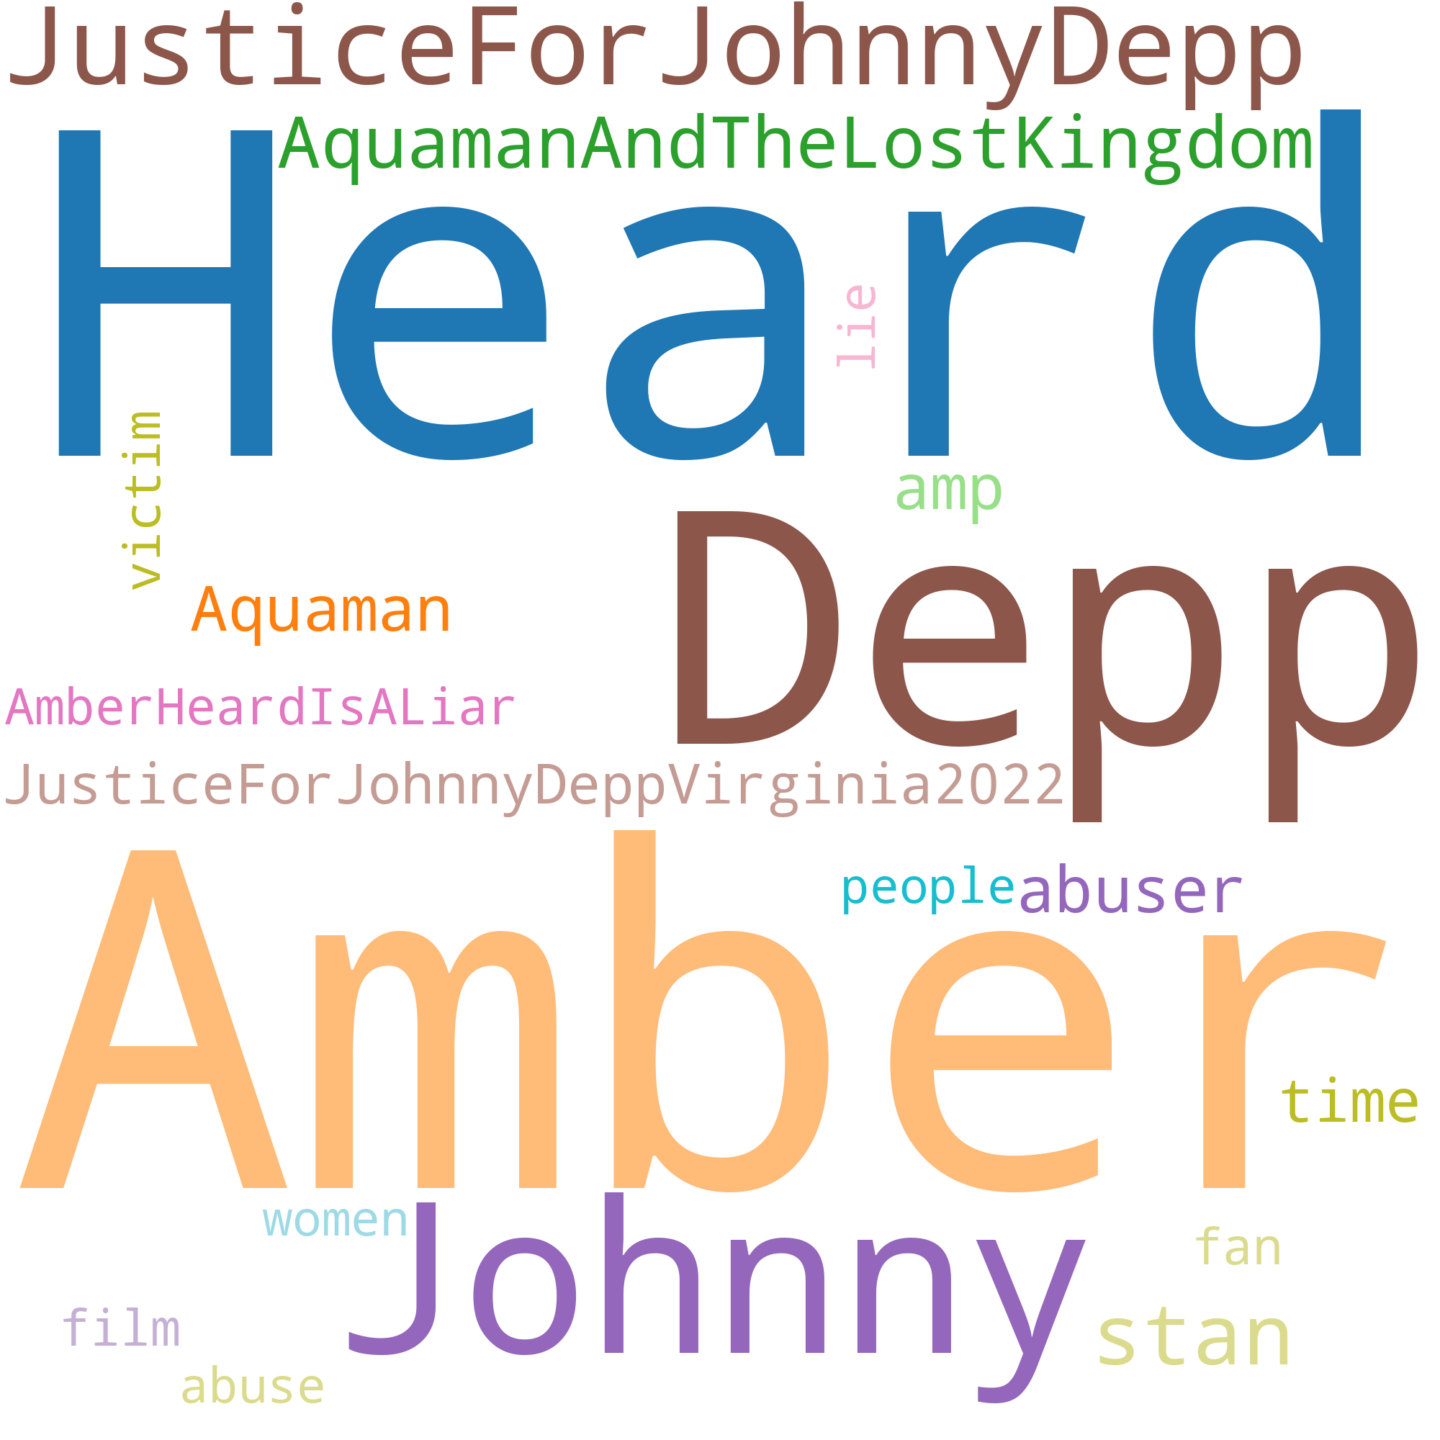 JusticeForJohnnyDepp
AquamanAndTheLostKingdom
Heard
lie
victim
amp
Depp
Aquaman
AmberHeardIsALiar
JusticeForJohnnyDeppVirginia2022
people
abuser
Amber
time
women
Johnny
fan
stan
film
abuse